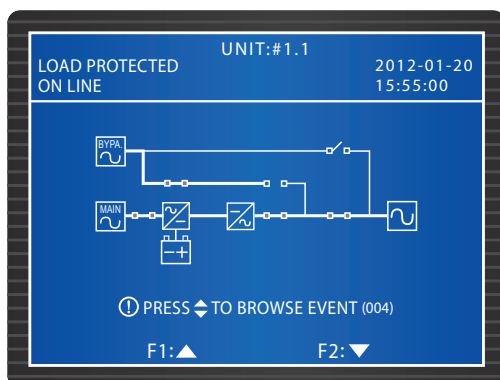 UNIT:#1.1
LOAD PROTECTED
ON LINE
2012-01-20
15:55:00
BYPA.
MAIN
PRESS TO BROWSE EVENT (004)
F1:
F2: